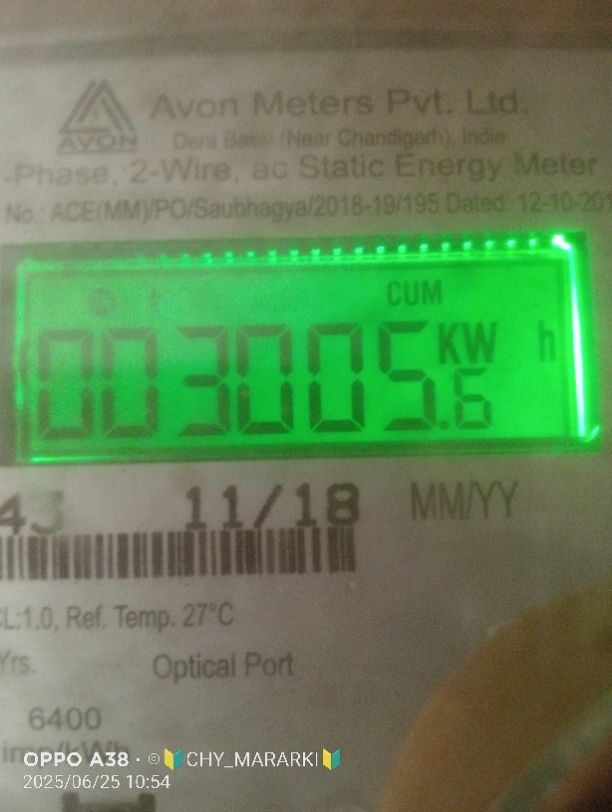 Avon Meters Pvt. Ltd.
AVON
Dera Bassi (Near Chandigarh), India
-Phase, 2-Wire, ac Static Energy Meter
No.: ACE(MM)/PO/Saubhagya/2018-19/195 Dated: 12-10-201
CUM
003005.6 KW h
43 11/18 MM/YY
CL:1.0, Ref. Temp. 27°C
Yrs. Optical Port
6400
imp/kWh
OPPO A38 · © 🔰CHY_MARARKI🔰
2025/06/25 10:54